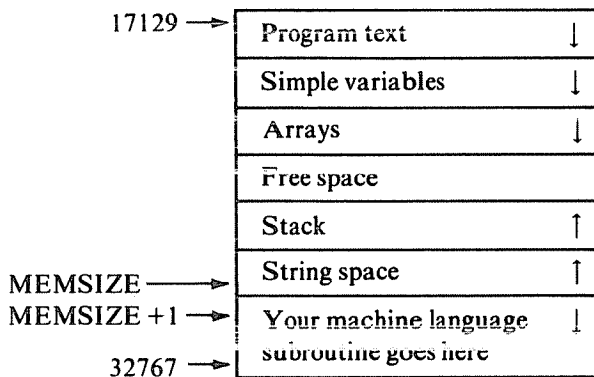 17129 → Program text ↓
Simple variables ↓
Arrays ↓
Free space
Stack ↑
MEMSIZE → String space ↑
MEMSIZE +1 → Your machine language ↓
32767 → subroutine goes here